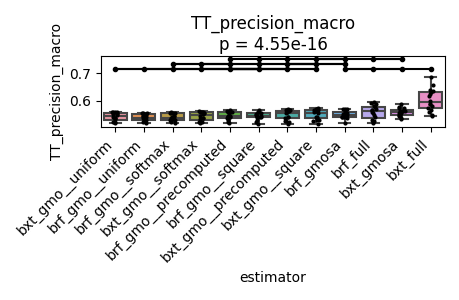 TT_precision_macro
p = 4.55e-16
TT_precision_macro
0.7
0.6
bxt_gmo__uniform
brf_gmo__uniform
brf_gmo__softmax
bxt_gmo__softmax
brf_gmo__precomputed
brf_gmo__square
bxt_gmo__precomputed
bxt_gmo__square
brf_gmosa
brf_full
bxt_gmosa
bxt_full
estimator